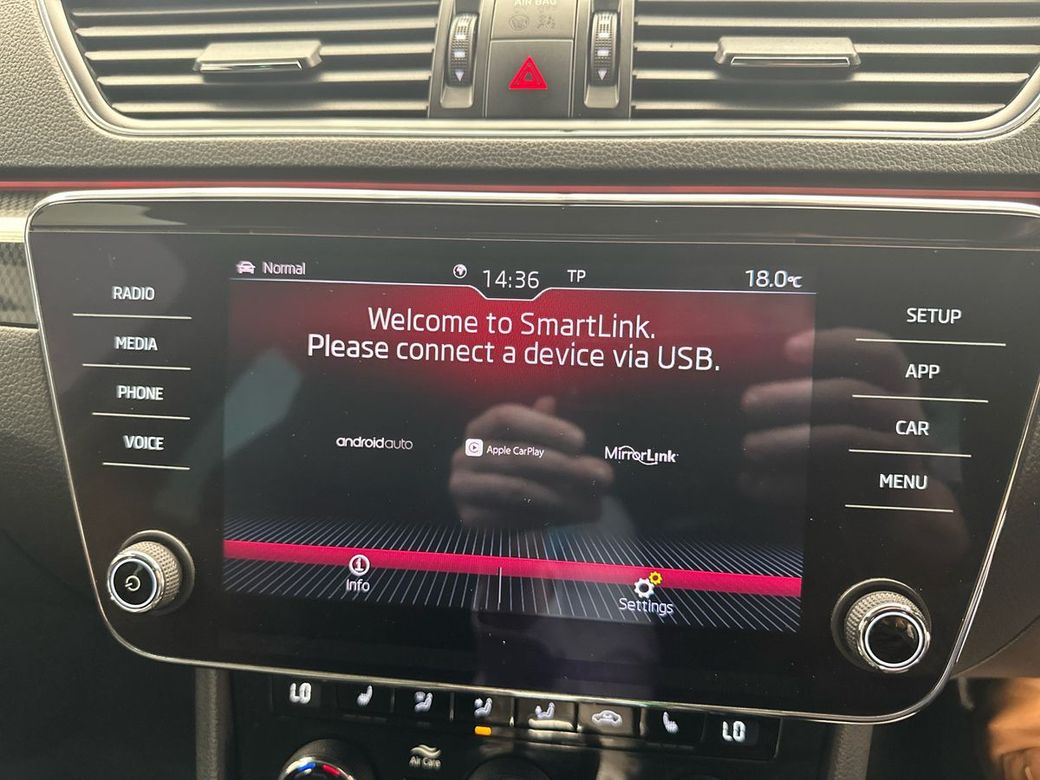 AIR BAG
Normal
14:36
TP
18.0°C
RADIO
MEDIA
PHONE
VOICE
Welcome to SmartLink.
Please connect a device via USB.
androidauto
Apple CarPlay
MirrorLink
Info
Settings
SETUP
APP
CAR
MENU
LO
LO
Air Care